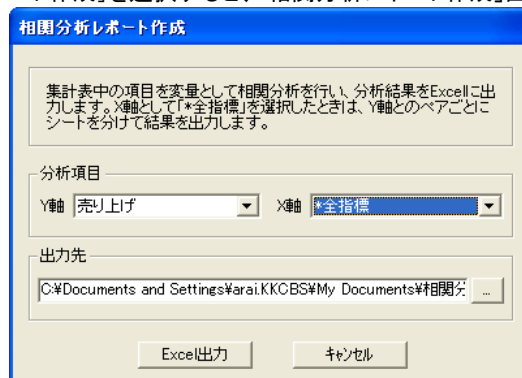 相関分析レポート作成
集計表中の項目を変量として相関分析を行い、分析結果をExcelに出
力します。X軸として「*全指標」を選択したときは、Y軸とのペアごとに
シートを分けて結果を出力します。
分析項目
Y軸 売り上げ X軸 *全指標
出力先
C:¥Documents and Settings¥arai.KKCBS¥My Documents¥相関分 ...
Excel出力 キャンセル